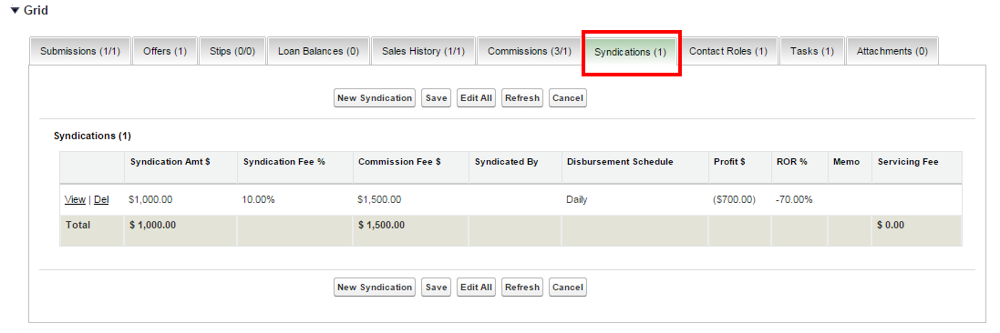 Grid
Submissions (1/1) Offers (1) Stips (0/0) Loan Balances (0) Sales History (1/1) Commissions (3/1) Syndications (1) Contact Roles (1) Tasks (1) Attachments (0)
New Syndication Save Edit All Refresh Cancel
Syndications (1)
Syndication Amt $ Syndication Fee % Commission Fee $ Syndicated By Disbursement Schedule Profit $ ROR % Memo Servicing Fee
View | Del $1,000.00 10.00% $1,500.00 Daily ($700.00) -70.00%
Total $ 1,000.00 $ 1,500.00 $ 0.00
New Syndication Save Edit All Refresh Cancel